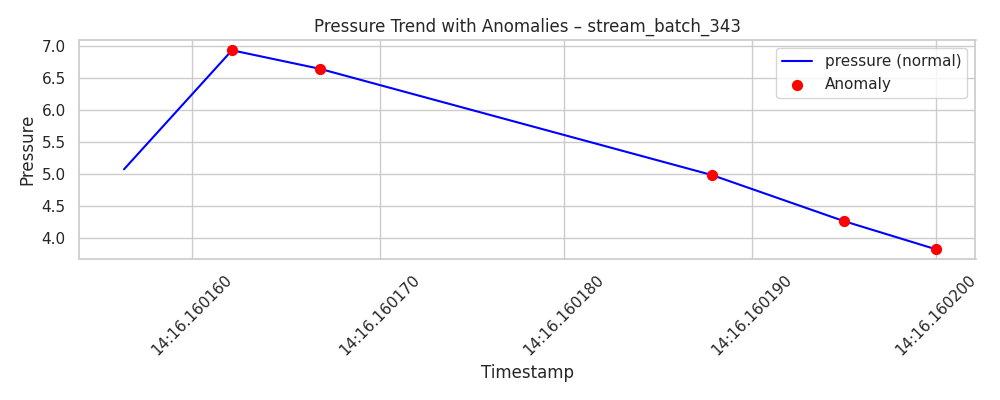 Pressure Trend with Anomalies – stream_batch_343
7.0
6.5
6.0
5.5
5.0
4.5
4.0
Pressure
pressure (normal)
Anomaly
14:16.160160
14:16.160170
14:16.160180
14:16.160190
14:16.160200
Timestamp